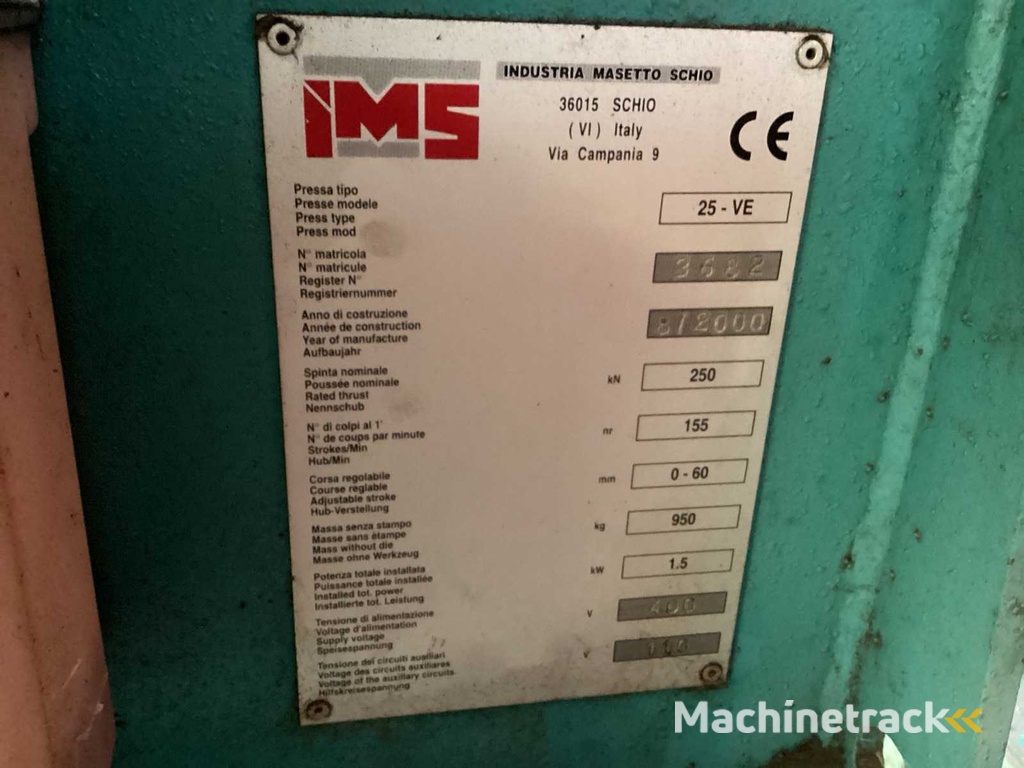 IMS
INDUSTRIA MASETTO SCHIO
36015 SCHIO
(VI) Italy
Via Campania 9
CE
Pressa tipo
Presse modele
Press type
Press mod
25 - VE
N° matricola
N° matricule
Register N°
Registriernummer
3682
Anno di costruzione
Année de construction
Year of manufacture
Aufbaujahr
8/2000
Spinta nominale
Poussée nominale
Rated thrust
Nennschub
kN 250
N° di colpi al 1'
N° de coups par minute
Strokes/Min
Hub/Min
nr 155
Corsa regolabile
Course reglable
Adjustable stroke
Hub-Verstellung
mm 0 - 60
Massa senza stampo
Masse sans étampe
Mass without die
Masse ohne Werkzeug
kg 950
Potenza totale installata
Puissance totale installée
Installed tot. power
Installierte tot. Leistung
kW 1.5
Tensione di alimentazione
Voltage d'alimentation
Supply voltage
Speisespannung
V 400
Tensione dei circuiti ausiliari
Voltage des circuits auxiliares
Voltage of the auxiliary circuits
Hilfskreisespannung
V 110
Machinetrack